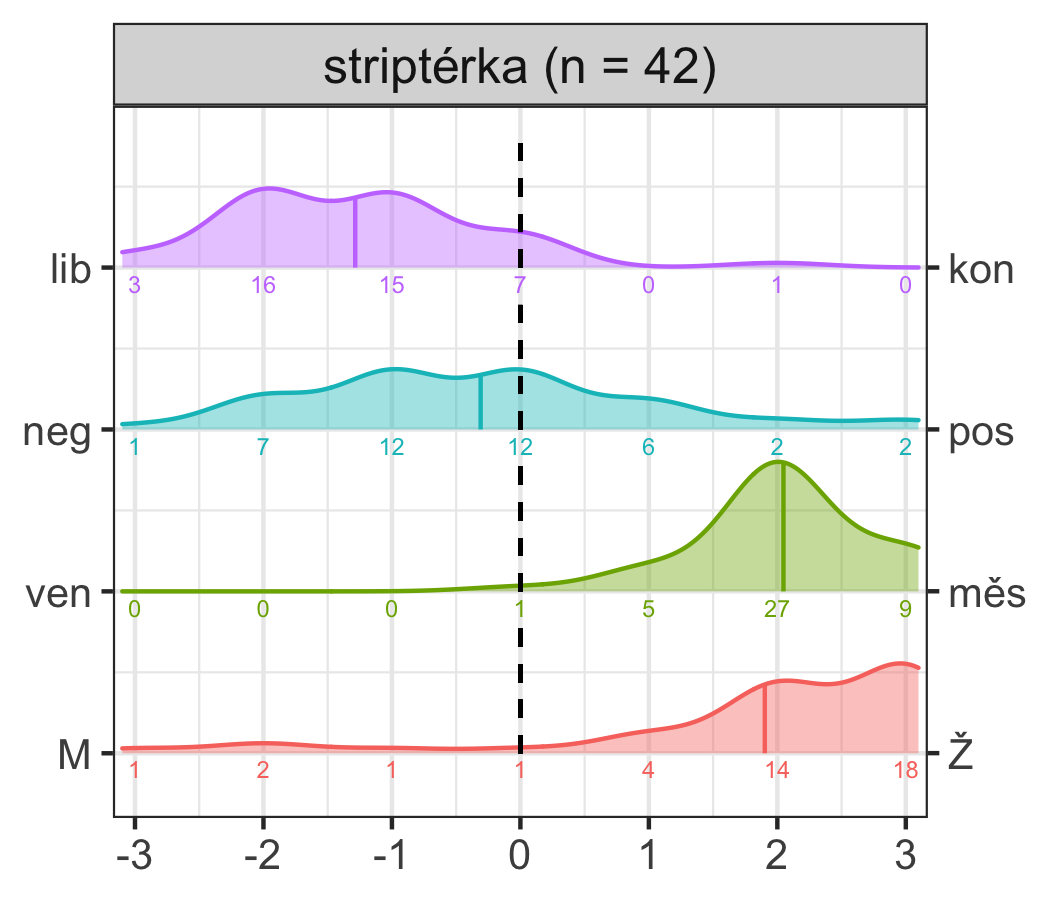 striptérka (n = 42)
lib kon
3 16 15 7 0 1 0
neg pos
1 7 12 12 6 2 2
ven měs
0 0 0 1 5 27 9
M Ž
1 2 1 1 4 14 18
-3 -2 -1 0 1 2 3